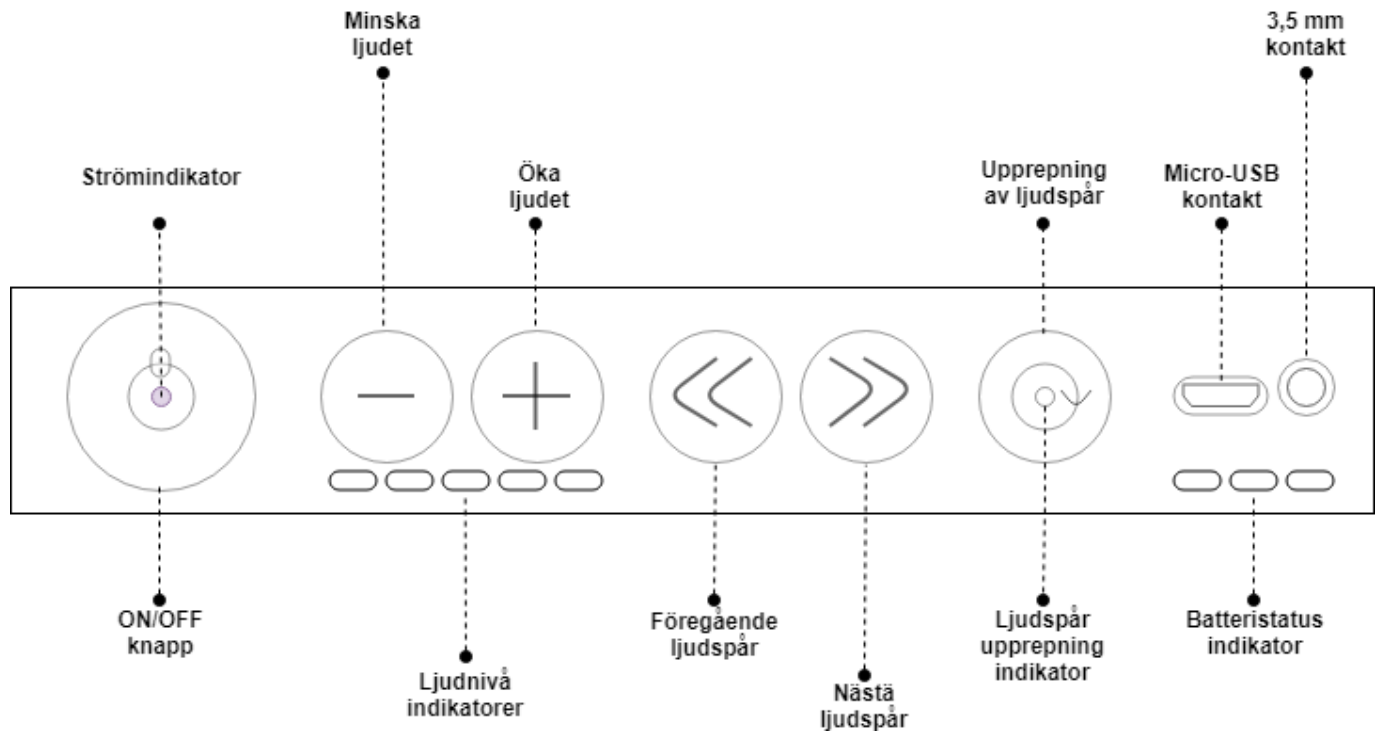 Minska
ljudet
3,5 mm
kontakt
Strömindikator
Öka
ljudet
Upprepning
av ljudspår
Micro-USB
kontakt
ON/OFF
knapp
Ljudnivå
indikatorer
Föregående
ljudspår
Nästä
ljudspår
Ljudspår
upprepning
indikator
Batteristatus
indikator